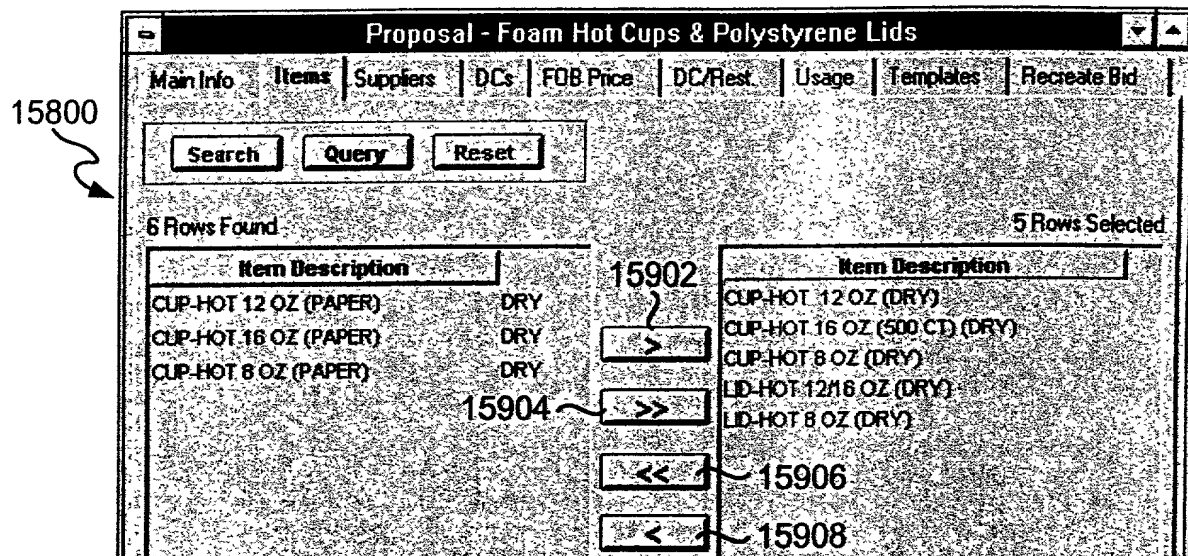 Proposal - Foam Hot Cups & Polystyrene Lids
Main Info Items Suppliers DCs FOB Price DC/Rest. Usage Templates Recreate Bid
15800
Search Query Reset
6 Rows Found 5 Rows Selected
Item Description Item Description
15902
CUP-HOT 12 OZ (PAPER) DRY CUP-HOT 12 OZ (DRY)
CUP-HOT 16 OZ (PAPER) DRY > CUP-HOT 16 OZ (500 CT) (DRY)
CUP-HOT 8 OZ (PAPER) DRY CUP-HOT 8 OZ (DRY)
LID-HOT 12/16 OZ (DRY)
15904 >> LID-HOT 8 OZ (DRY)
<< 15906
< 15908